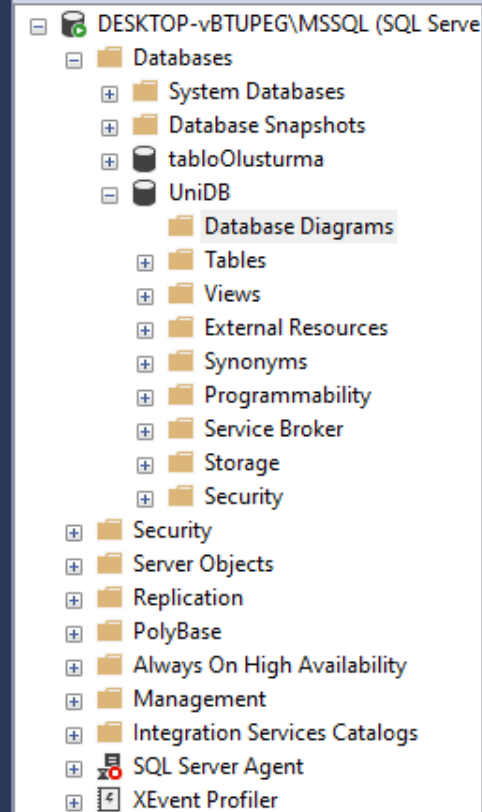 DESKTOP-vBTUPEG\MSSQL (SQL Serve
Databases
System Databases
Database Snapshots
tabloOlusturma
UniDB
Database Diagrams
Tables
Views
External Resources
Synonyms
Programmability
Service Broker
Storage
Security
Security
Server Objects
Replication
PolyBase
Always On High Availability
Management
Integration Services Catalogs
SQL Server Agent
XEvent Profiler